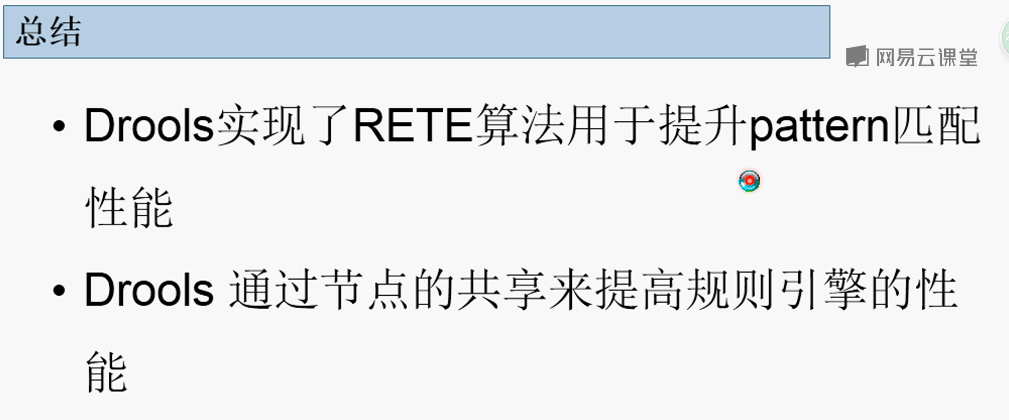 总结
网易云课堂
• Drools实现了RETE算法用于提升pattern匹配
性能
• Drools 通过节点的共享来提高规则引擎的性
能